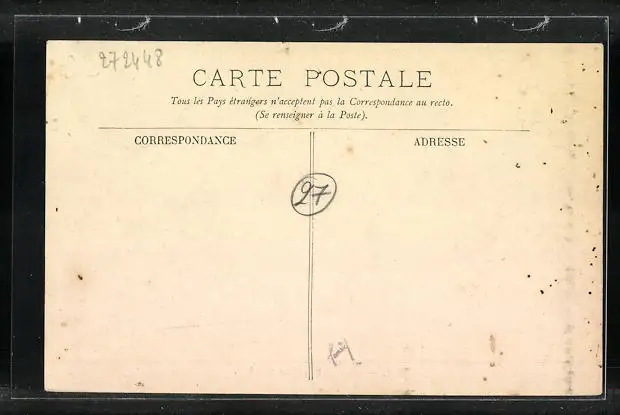 272448
CARTE POSTALE
Tous les Pays étrangers n'acceptent pas la Correspondance au recto.
(Se renseigner à la Poste).
CORRESPONDANCE
ADRESSE
27